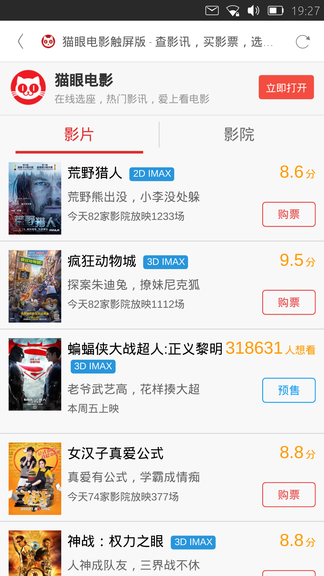 19:27
猫眼电影触屏版 - 查影讯，买影票，选...
猫眼电影
在线选座，热门影讯，爱上看电影
立即打开
影片
影院
荒野猎人 2D IMAX 8.6分
荒野熊出没，小李没处躲
今天82家影院放映1233场
购票
疯狂动物城 3D IMAX 9.5分
探案朱迪兔，撩妹尼克狐
今天82家影院放映1112场
购票
蝙蝠侠大战超人:正义黎明 318631人想看
3D IMAX
老爷武艺高，花样揍大超
本周五上映
预售
女汉子真爱公式 8.8分
真爱有公式，学霸成情痴
今天74家影院放映377场
购票
神战：权力之眼 3D IMAX 8.8分
人神成队友，三界战不休
购票